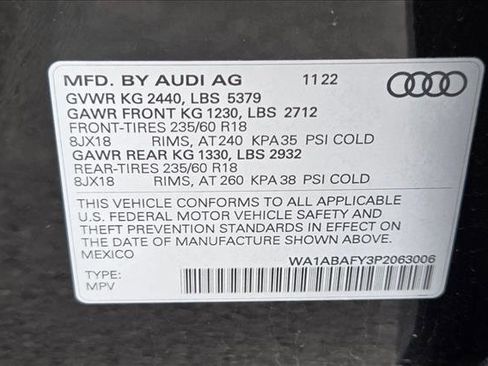 MFD. BY AUDI AG 11 22
GVWR KG 2440, LBS 5379
GAWR FRONT KG 1230, LBS 2712
FRONT-TIRES 235/60 R18
8JX18 RIMS, AT 240 KPA 35 PSI COLD
GAWR REAR KG 1330, LBS 2932
REAR-TIRES 235/60 R18
8JX18 RIMS, AT 260 KPA 38 PSI COLD
THIS VEHICLE CONFORMS TO ALL APPLICABLE
U.S. FEDERAL MOTOR VEHICLE SAFETY AND
THEFT PREVENTION STANDARDS IN EFFECT ON
THE DATE OF MANUFACTURE SHOWN ABOVE.
MEXICO
WA1ABAFY3P2063006
TYPE:
MPV